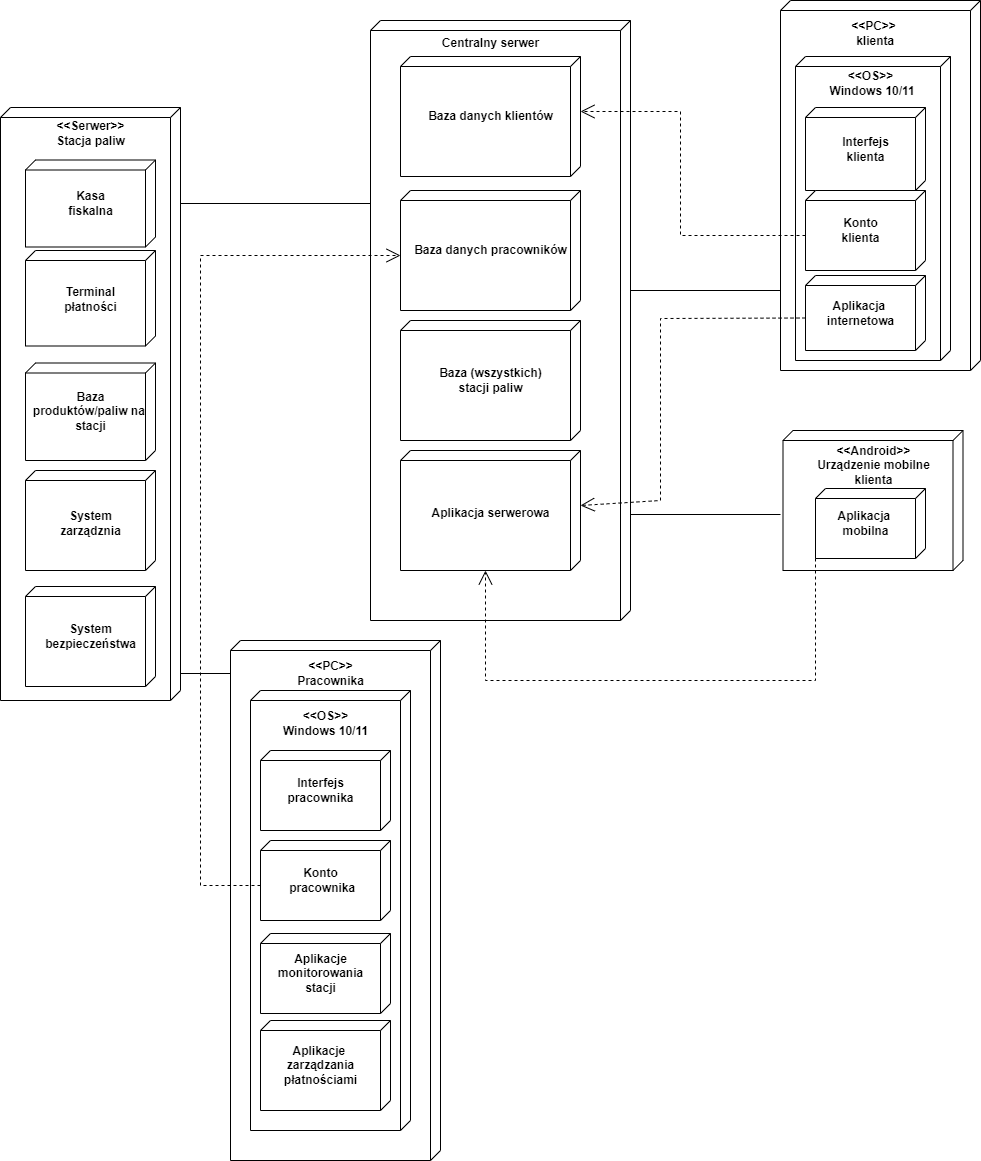 <<Serwer>>
Stacja paliw
Kasa
fiskalna
Terminal
płatności
Baza
produktów/paliw na
stacji
System
zarządznia
System
bezpieczeństwa
Centralny serwer
Baza danych klientów
Baza danych pracowników
Baza (wszystkich)
stacji paliw
Aplikacja serwerowa
<<PC>>
klienta
<<OS>>
Windows 10/11
Interfejs
klienta
Konto
klienta
Aplikacja
internetowa
<<Android>>
Urządzenie mobilne
klienta
Aplikacja
mobilna
<<PC>>
Pracownika
<<OS>>
Windows 10/11
Interfejs
pracownika
Konto
pracownika
Aplikacje
monitorowania
stacji
Aplikacje
zarządzania
płatnościami